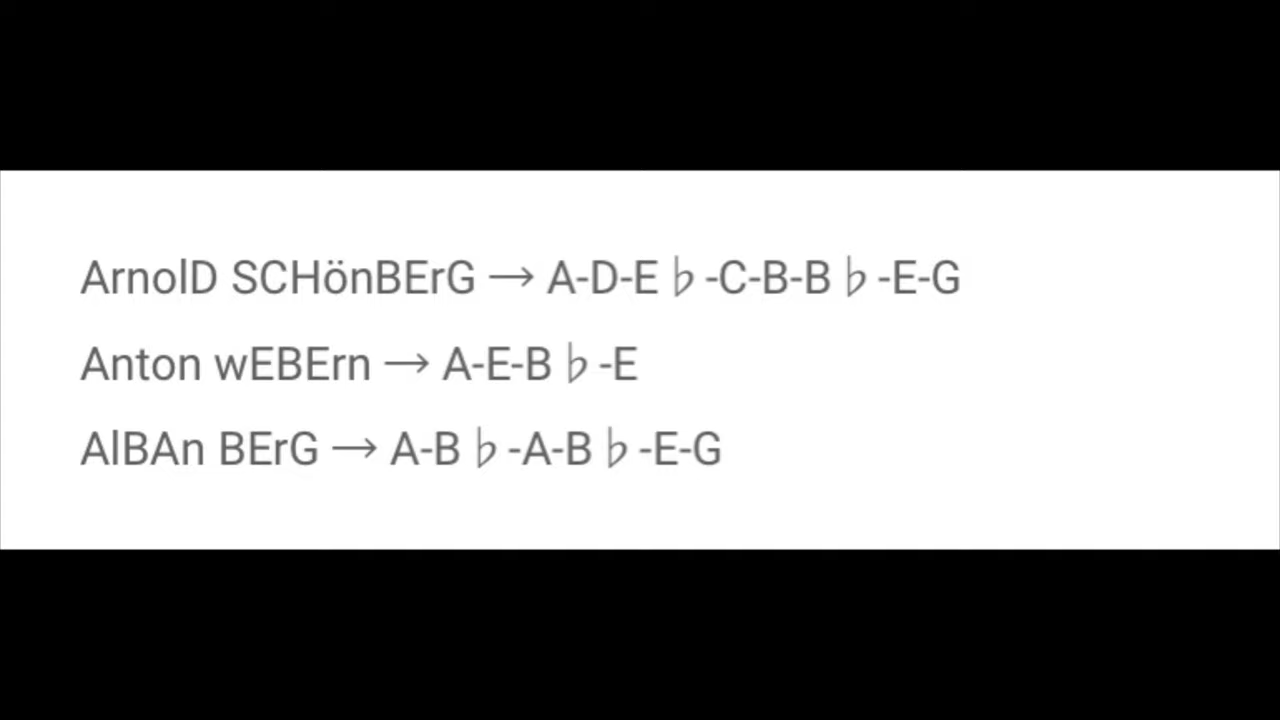 ArnolD SCHönBErG → A-D-E♭-C-B-B♭-E-G
Anton wEBErn → A-E-B♭-E
AlBAn BErG → A-B♭-A-B♭-E-G